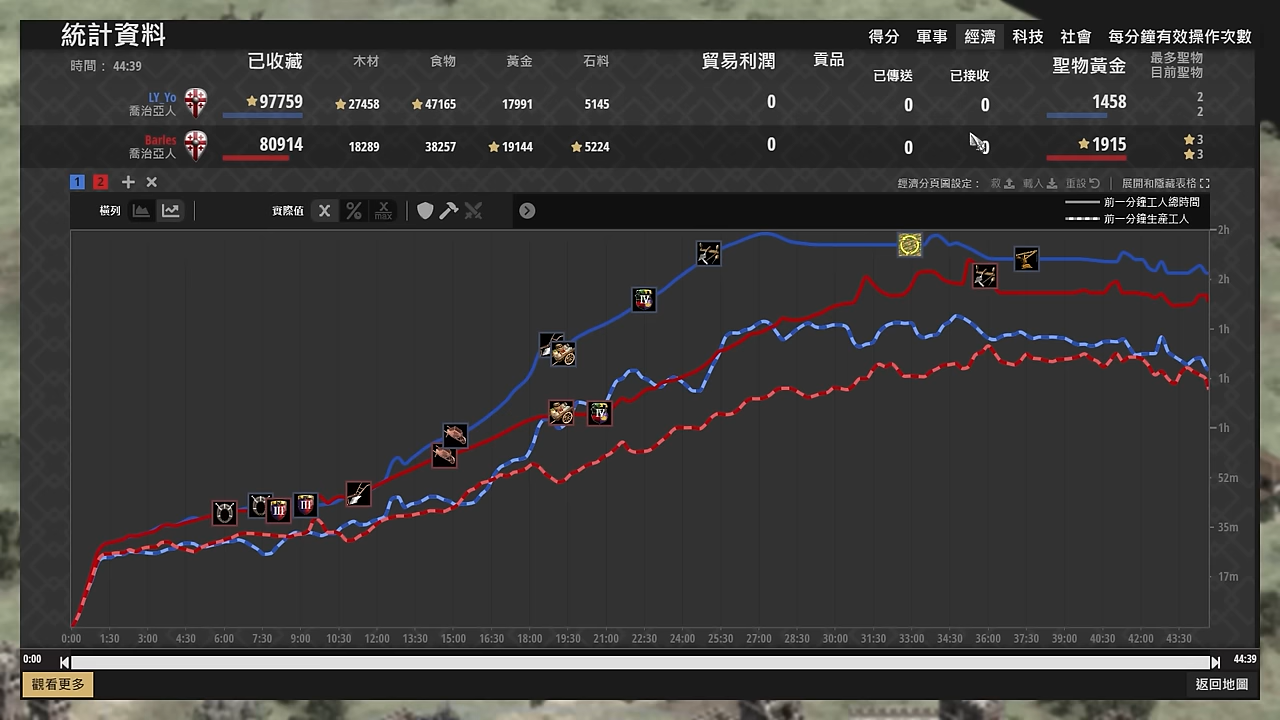 統計資料
得分 軍事 經濟 科技 社會 每分鐘有效操作次數
時間： 44:39
已收藏 木材 食物 黃金 石料 貿易利潤 貢品 已傳送 已接收 聖物黃金 最多聖物
目前聖物
LY_Yo
喬治亞人
97759 27458 47165 17991 5145 0 0 0 1458 2
2
Barles
喬治亞人
80914 18289 38257 19144 5224 0 0 0 1915 3
3
1 2
經濟分頁圖設定： 載入 重設 展開和隱藏表格
橫列 實際值 X % X max
前一分鐘工人總時間
前一分鐘生產工人
2h
2h
1h
1h
1h
52m
35m
17m
IV
IV
III
III
0:00 1:30 3:00 4:30 6:00 7:30 9:00 10:30 12:00 13:30 15:00 16:30 18:00 19:30 21:00 22:30 24:00 25:30 27:00 28:30 30:00 31:30 33:00 34:30 36:00 37:30 39:00 40:30 42:00 43:30
0:00 44:39
觀看更多 返回地圖